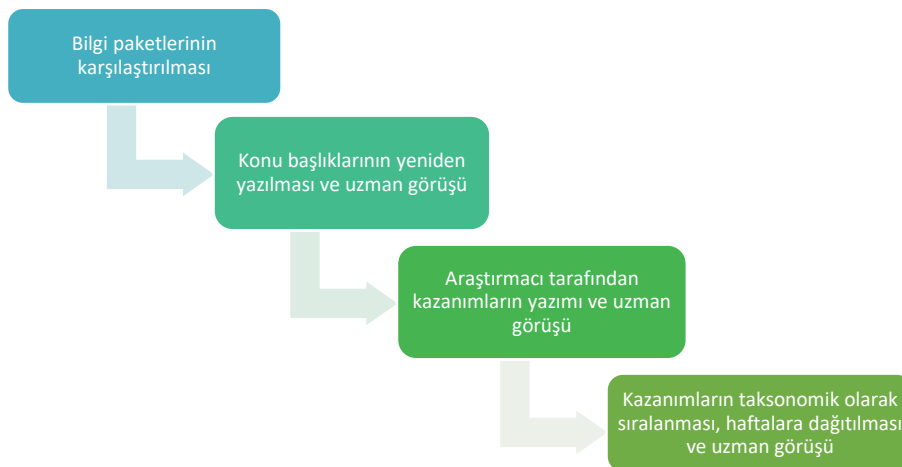 Bilgi paketlerinin
karşılaştırılması
Konu başlıklarının yeniden
yazılması ve uzman görüşü
Araştırmacı tarafından
kazanımların yazımı ve uzman
görüşü
Kazanımların taksonomik olarak
sıralanması, haftalara dağıtılması
ve uzman görüşü